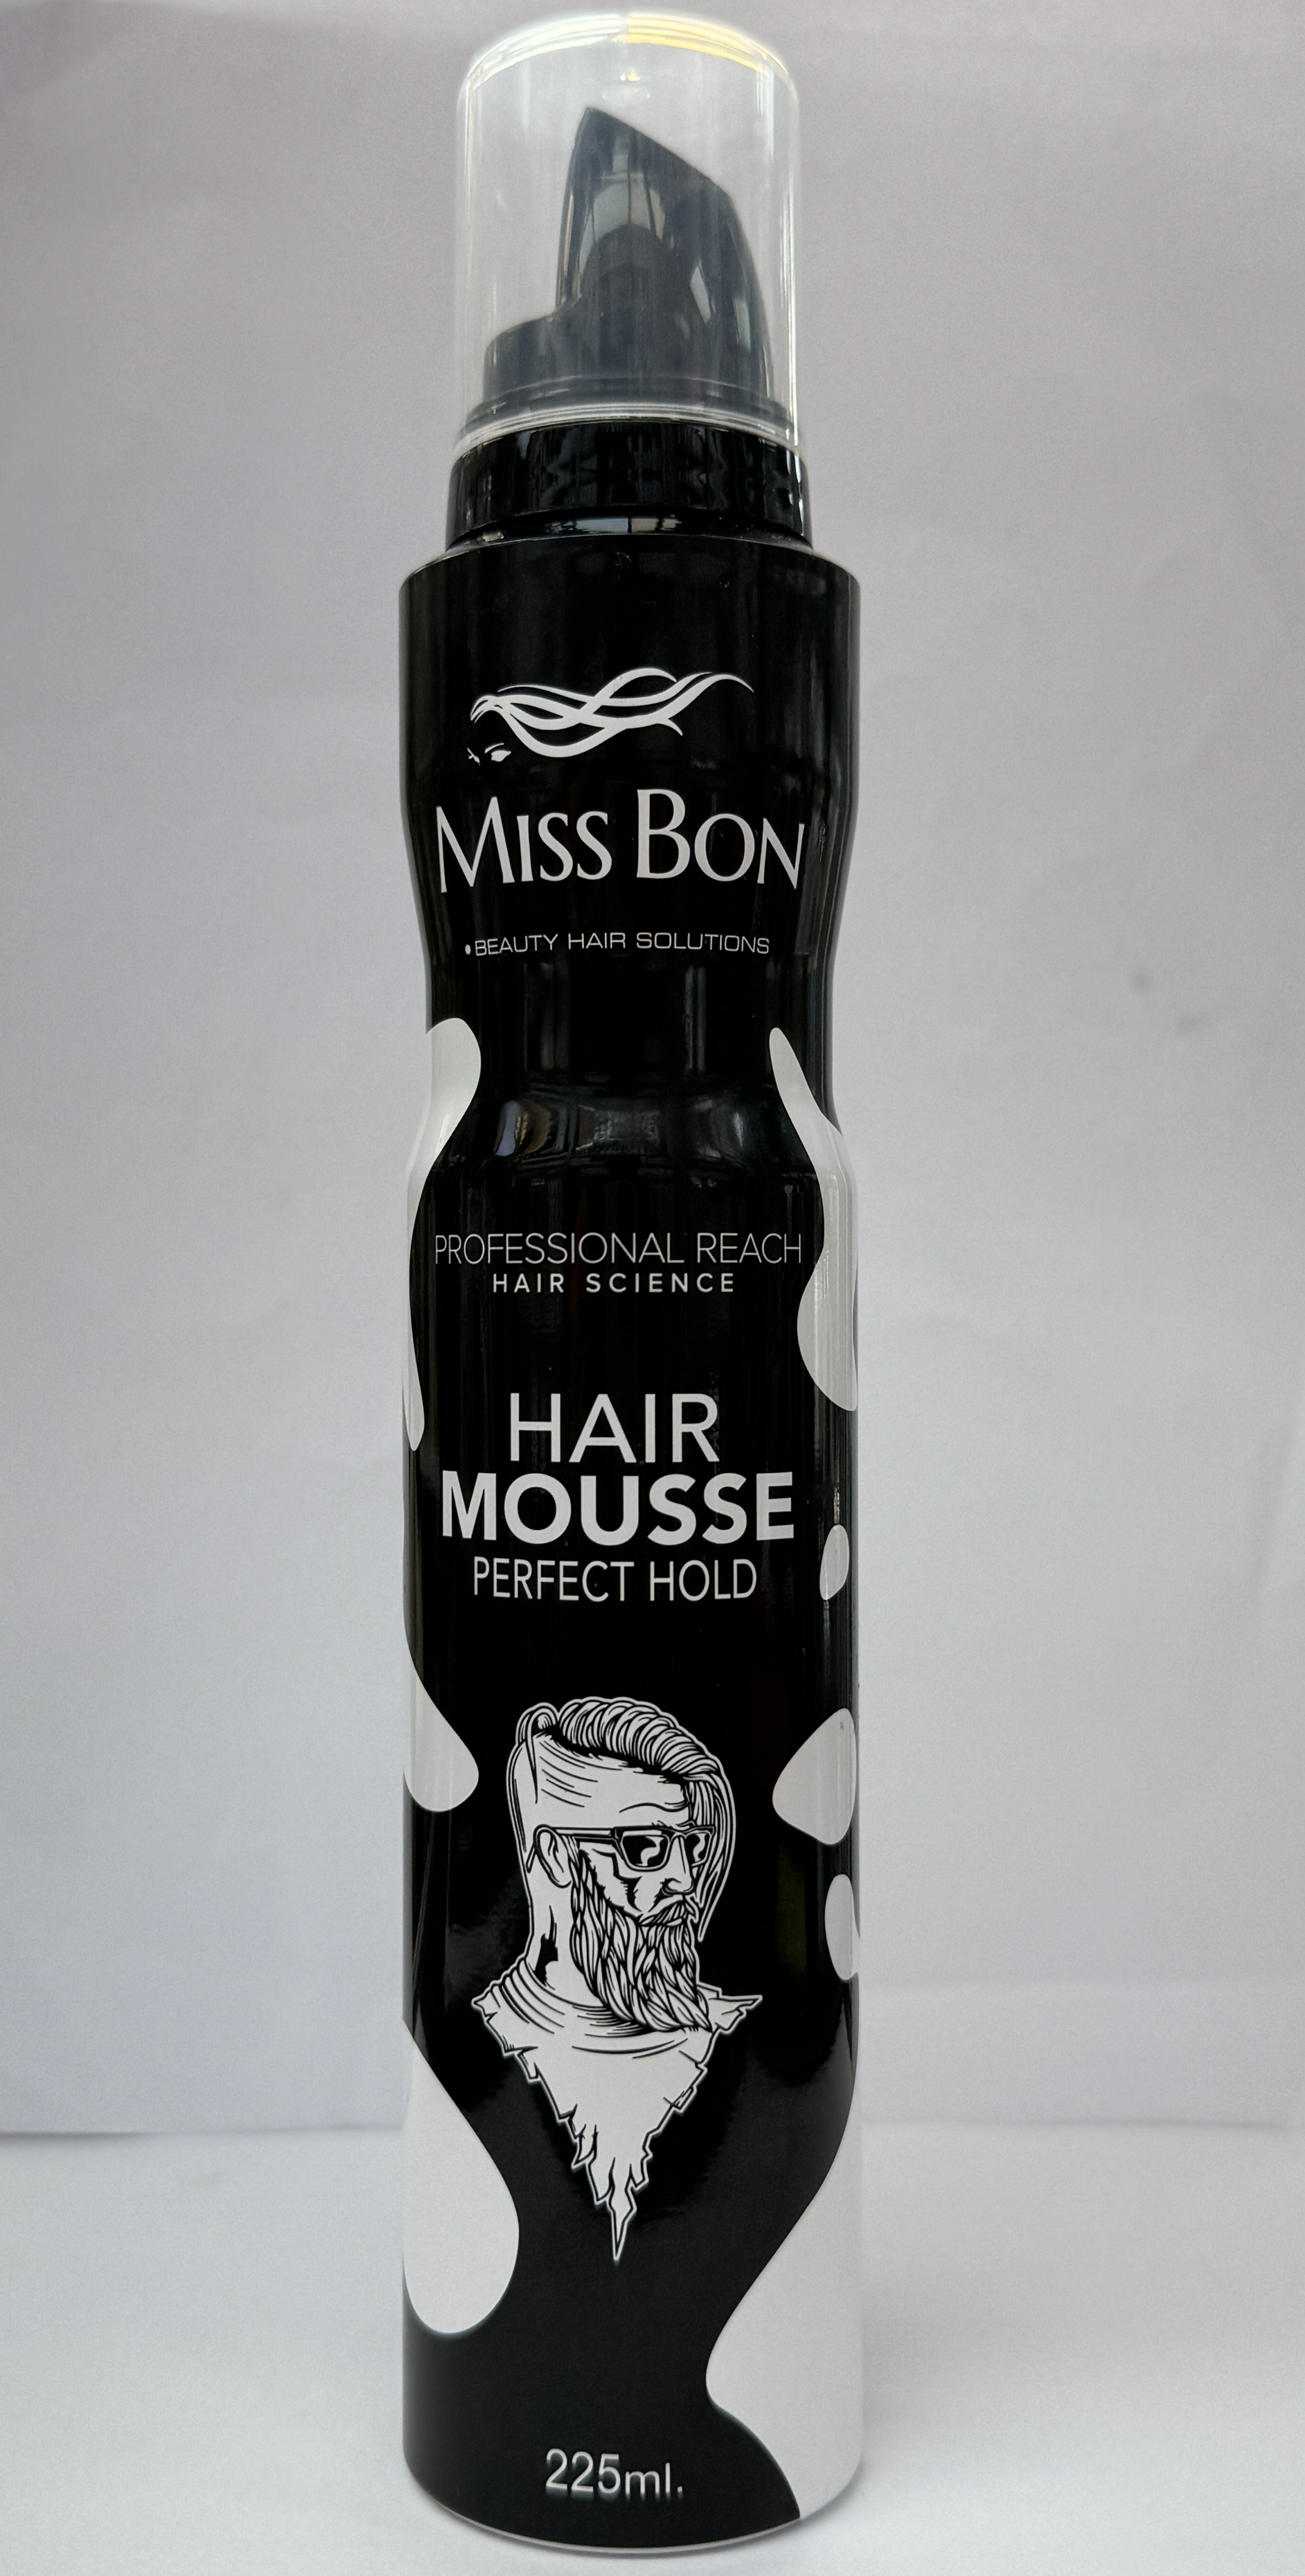 MISS BON
• BEAUTY HAIR SOLUTIONS
PROFESSIONAL REACH
HAIR SCIENCE
HAIR
MOUSSE
PERFECT HOLD
225ml.